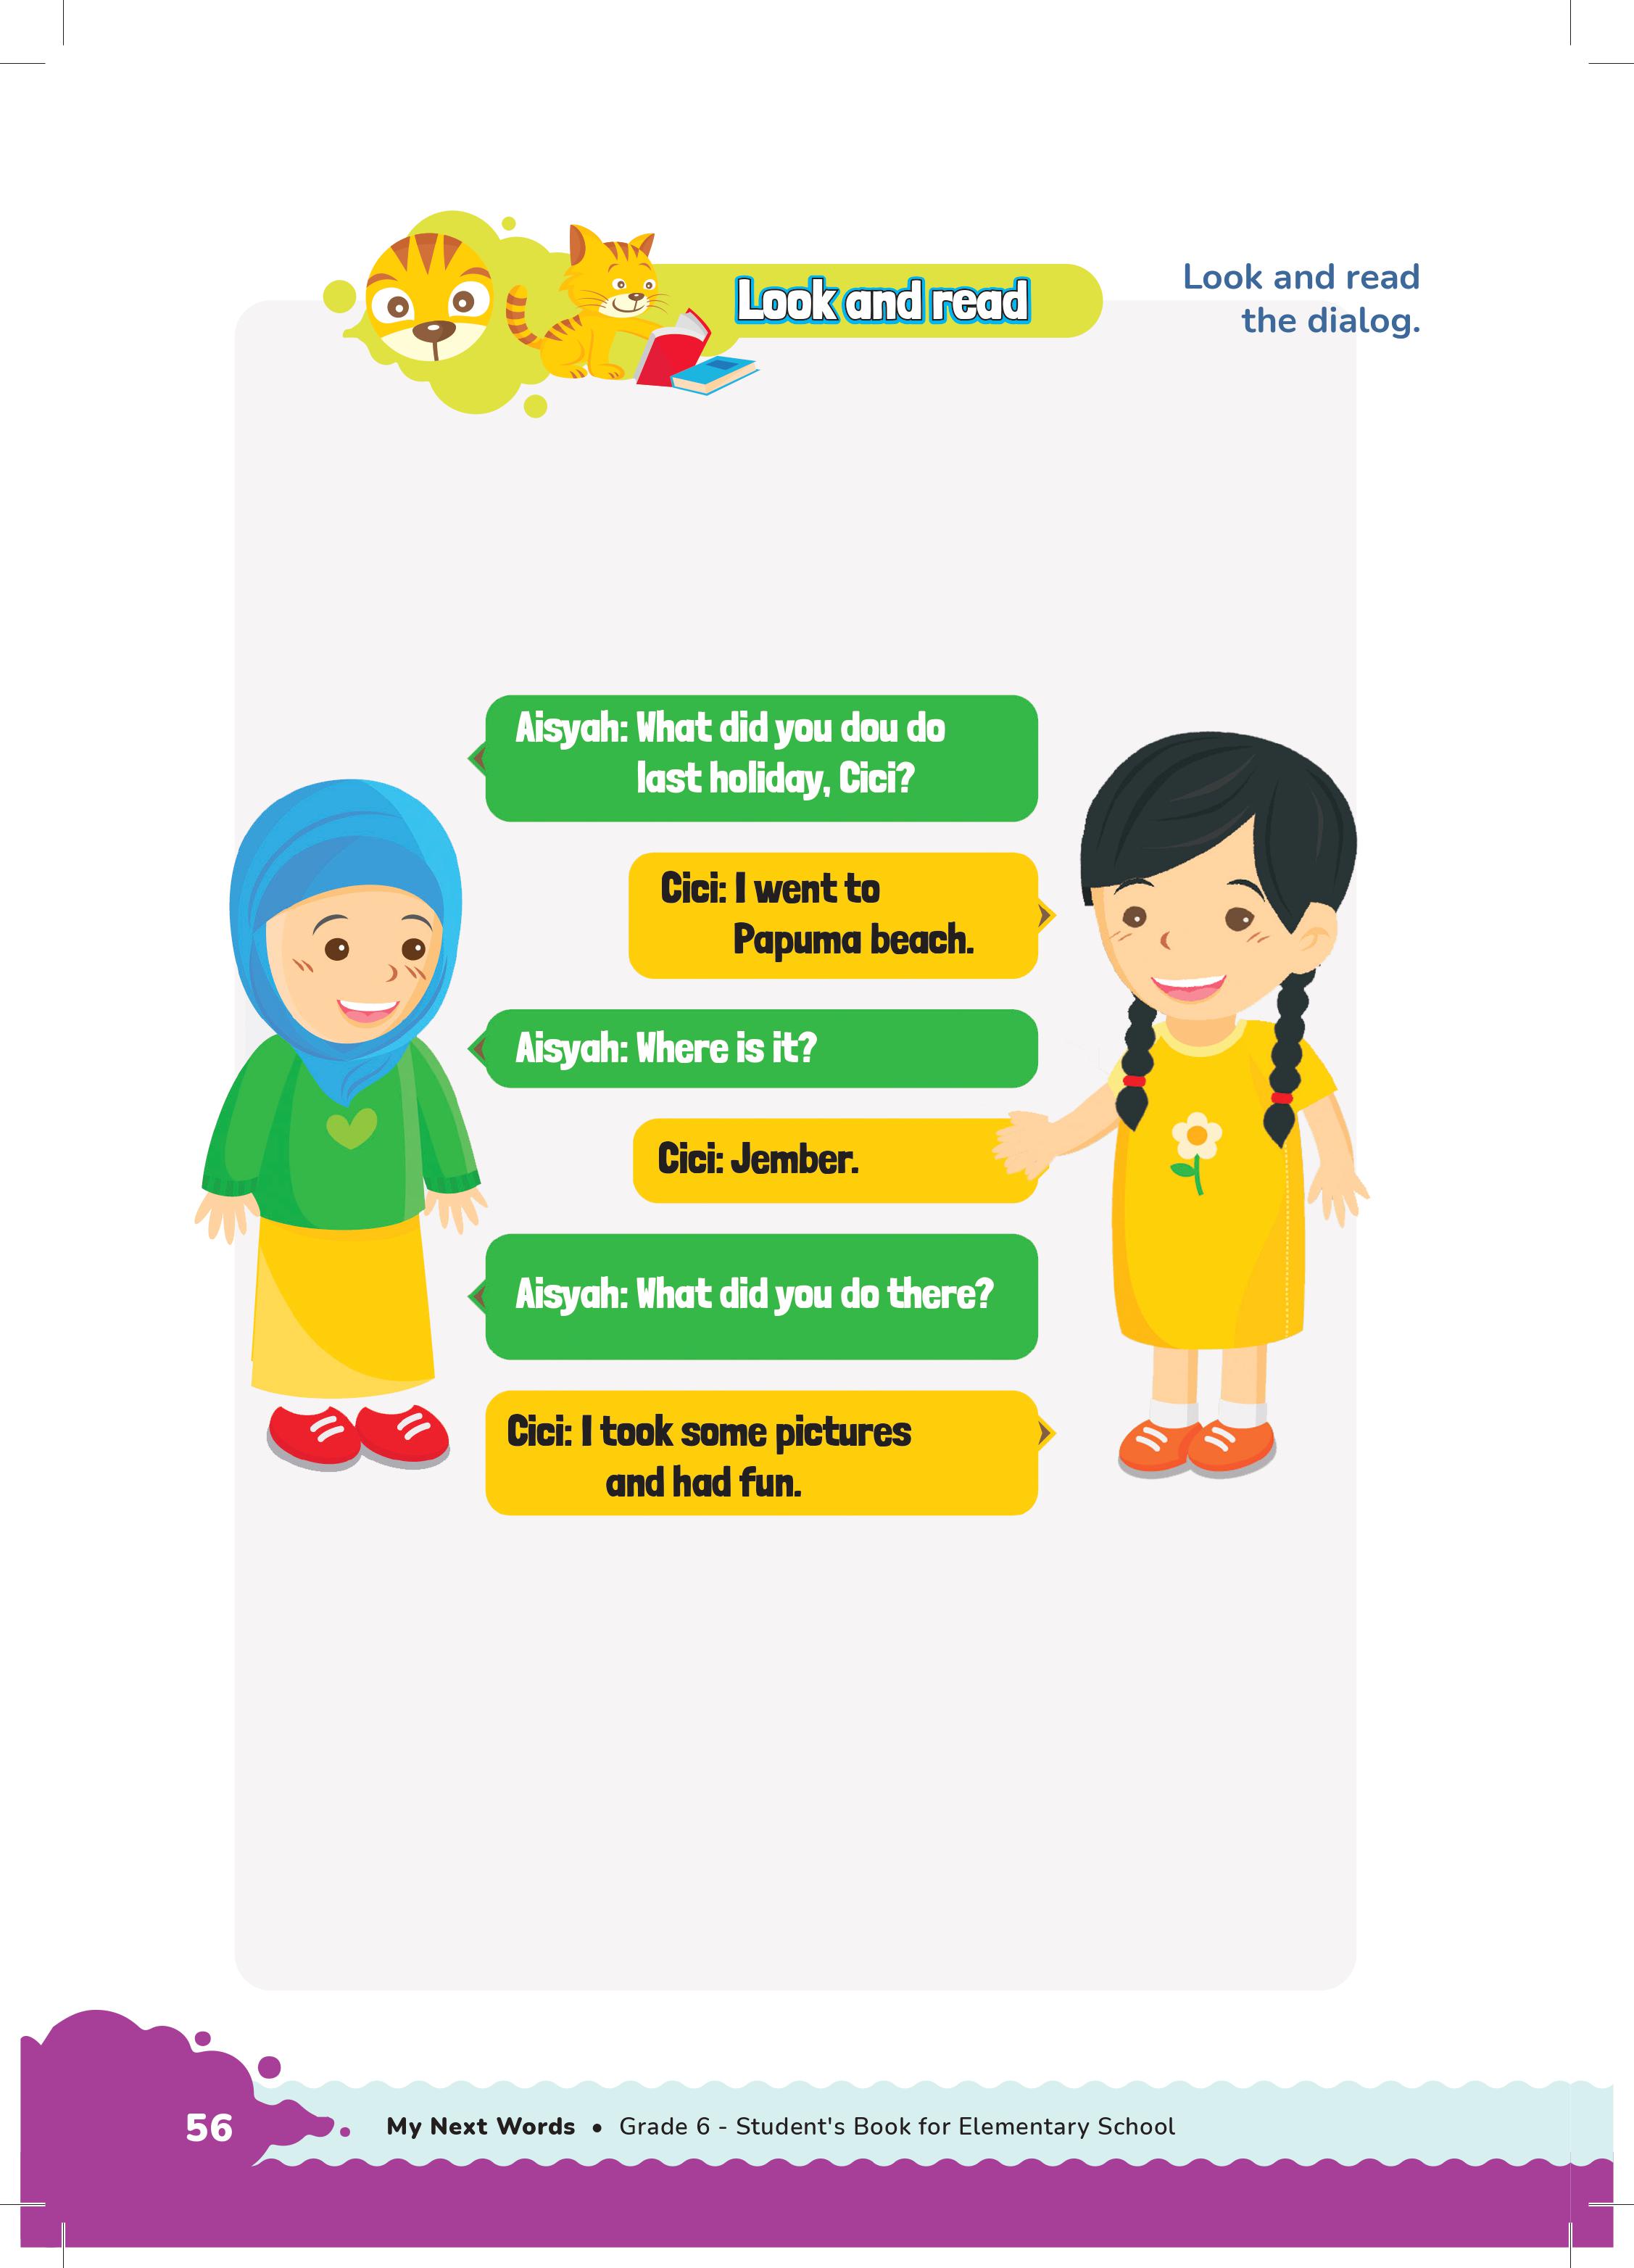 Look and read
Look and read
the dialog.
Aisyah: What did you dou do
last holiday, Cici?
Cici: I went to
Papuma beach.
Aisyah: Where is it?
Cici: Jember.
Aisyah: What did you do there?
Cici: I took some pictures
and had fun.
56 My Next Words • Grade 6 - Student's Book for Elementary School